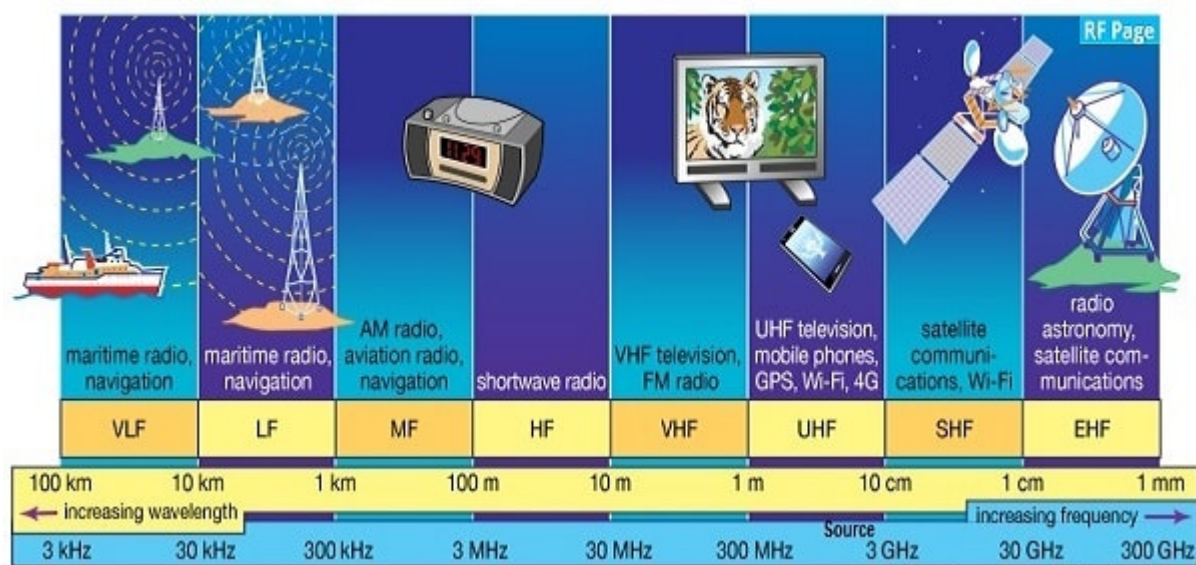 RF Page
11:29
maritime radio,
navigation
maritime radio,
navigation
AM radio,
aviation radio,
navigation
shortwave radio
VHF television,
FM radio
UHF television,
mobile phones,
GPS, Wi-Fi, 4G
satellite
communi-
cations, Wi-Fi
radio
astronomy,
satellite com-
munications
VLF LF MF HF VHF UHF SHF EHF
100 km 10 km 1 km 100 m 10 m 1 m 10 cm 1 cm 1 mm
increasing wavelength
Source
increasing frequency
3 kHz 30 kHz 300 kHz 3 MHz 30 MHz 300 MHz 3 GHz 30 GHz 300 GHz